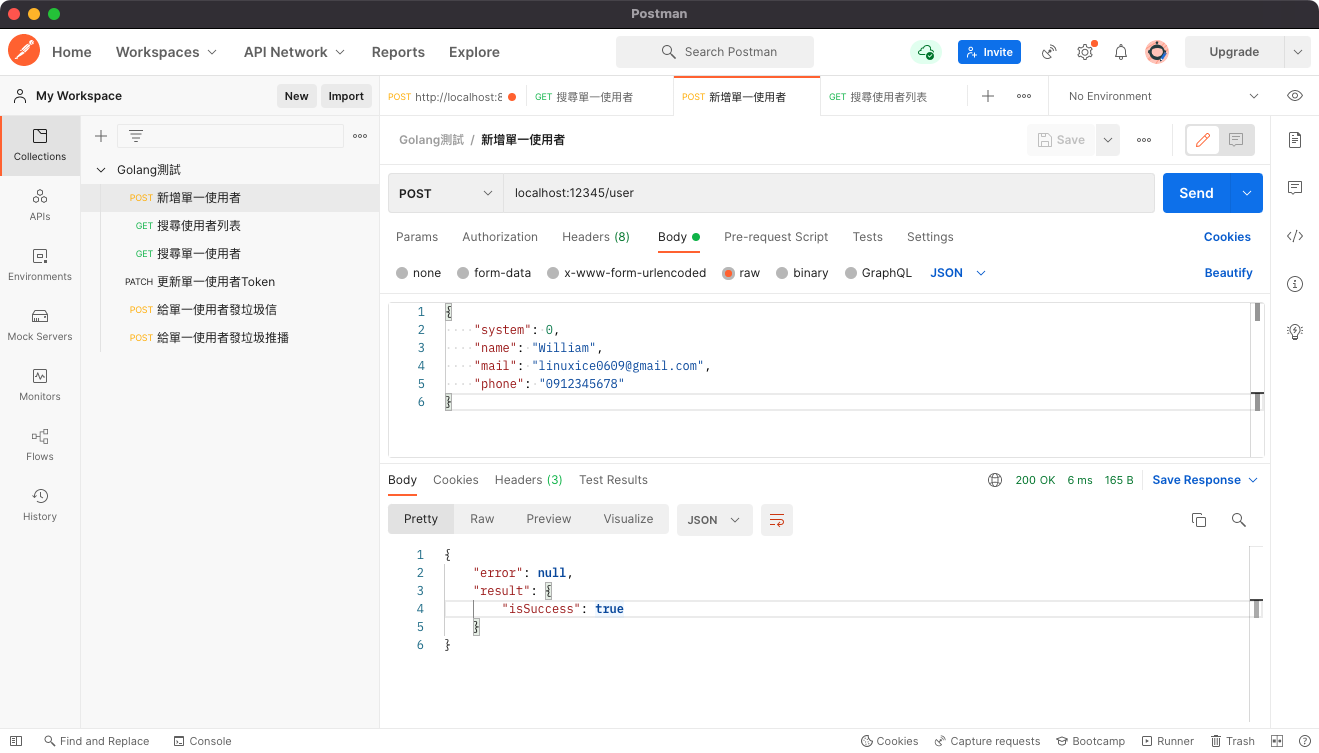 Postman
Home Workspaces API Network Reports Explore Search Postman Invite Upgrade
My Workspace New Import
POST http://localhost:8 GET 搜尋單一使用者 POST 新增單一使用者 GET 搜尋使用者列表 No Environment
Collections
APIs
Environments
Mock Servers
Monitors
Flows
History
Golang測試
POST 新增單一使用者
GET 搜尋使用者列表
GET 搜尋單一使用者
PATCH 更新單一使用者Token
POST 給單一使用者發垃圾信
POST 給單一使用者發垃圾推播
Golang測試 / 新增單一使用者 Save
POST localhost:12345/user Send
Params Authorization Headers (8) Body Pre-request Script Tests Settings Cookies
none form-data x-www-form-urlencoded raw binary GraphQL JSON Beautify
1 {
2 "system": 0,
3 "name": "William",
4 "mail": "linuxice0609@gmail.com",
5 "phone": "0912345678"
6 }
Body Cookies Headers (3) Test Results 200 OK 6 ms 165 B Save Response
Pretty Raw Preview Visualize JSON
1 {
2 "error": null,
3 "result": {
4 "isSuccess": true
5 }
6 }
Find and Replace Console Cookies Capture requests Bootcamp Runner Trash